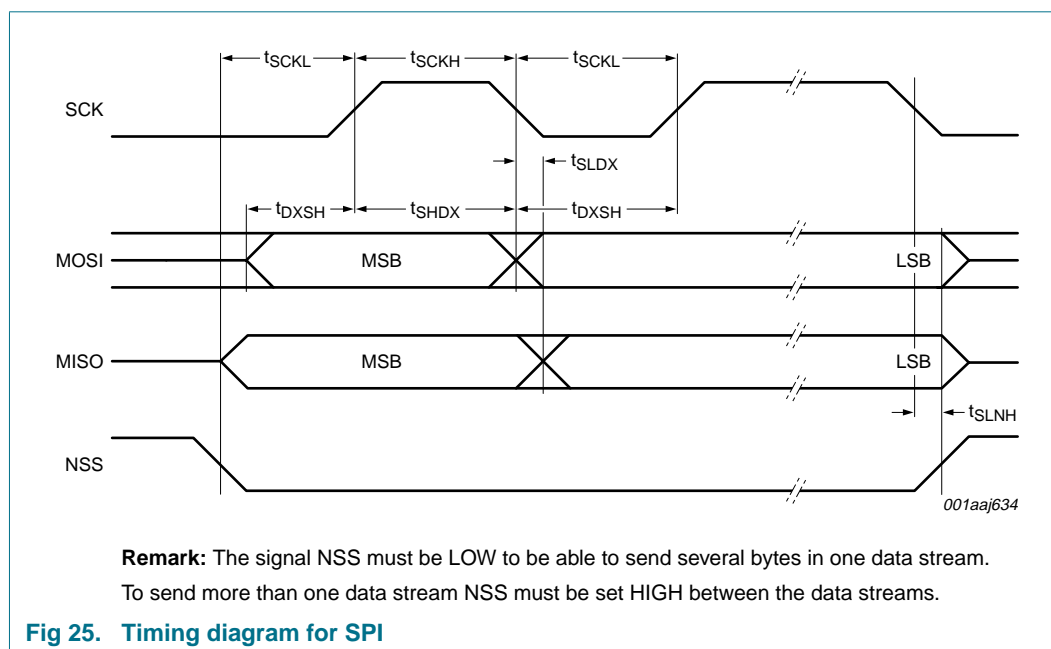 tSCKL tSCKH tSCKL
SCK
tSLDX
tDXSH tSHDX tDXSH
MOSI MSB LSB
MISO MSB LSB
tSLNH
NSS
001aaj634
Remark: The signal NSS must be LOW to be able to send several bytes in one data stream.
To send more than one data stream NSS must be set HIGH between the data streams.
Fig 25. Timing diagram for SPI